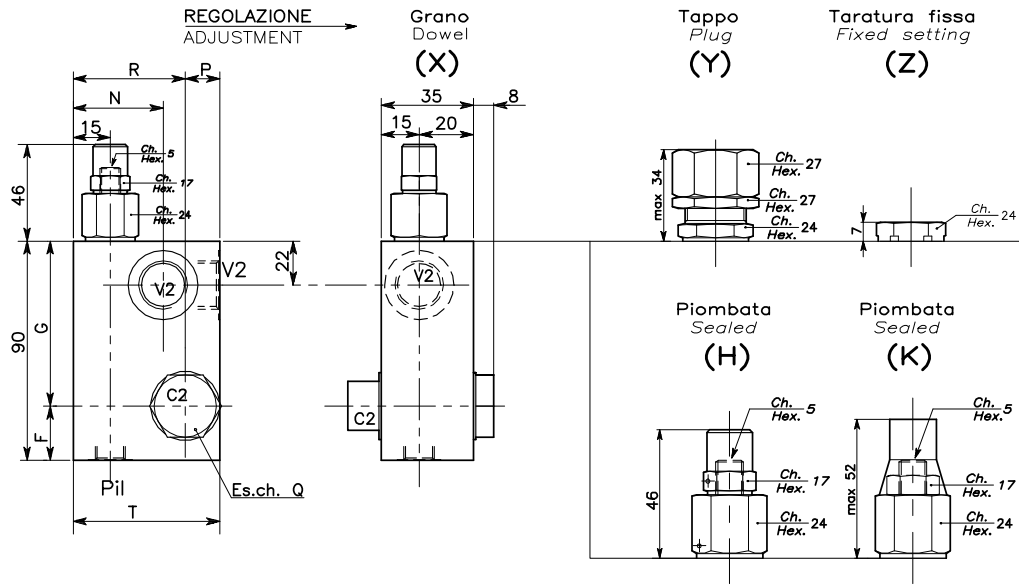 REGOLAZIONE
ADJUSTMENT
Grano
Dowel
(X)
Tappo
Plug
(Y)
Taratura fissa
Fixed setting
(Z)
R
P
N
15
46
Ch.
Hex. 5
Ch.
Hex. 17
Ch.
Hex. 24
35
8
15
20
max 34
Ch.
Hex. 27
Ch.
Hex. 27
Ch.
Hex. 24
7
Ch.
Hex. 24
22
V2
V2
V2
G
90
F
C2
C2
Pil
Es.ch. Q
T
Piombata
Sealed
(H)
Piombata
Sealed
(K)
46
Ch.
Hex. 5
Ch.
Hex. 17
Ch.
Hex. 24
max 52
Ch.
Hex. 5
Ch.
Hex. 17
Ch.
Hex. 24